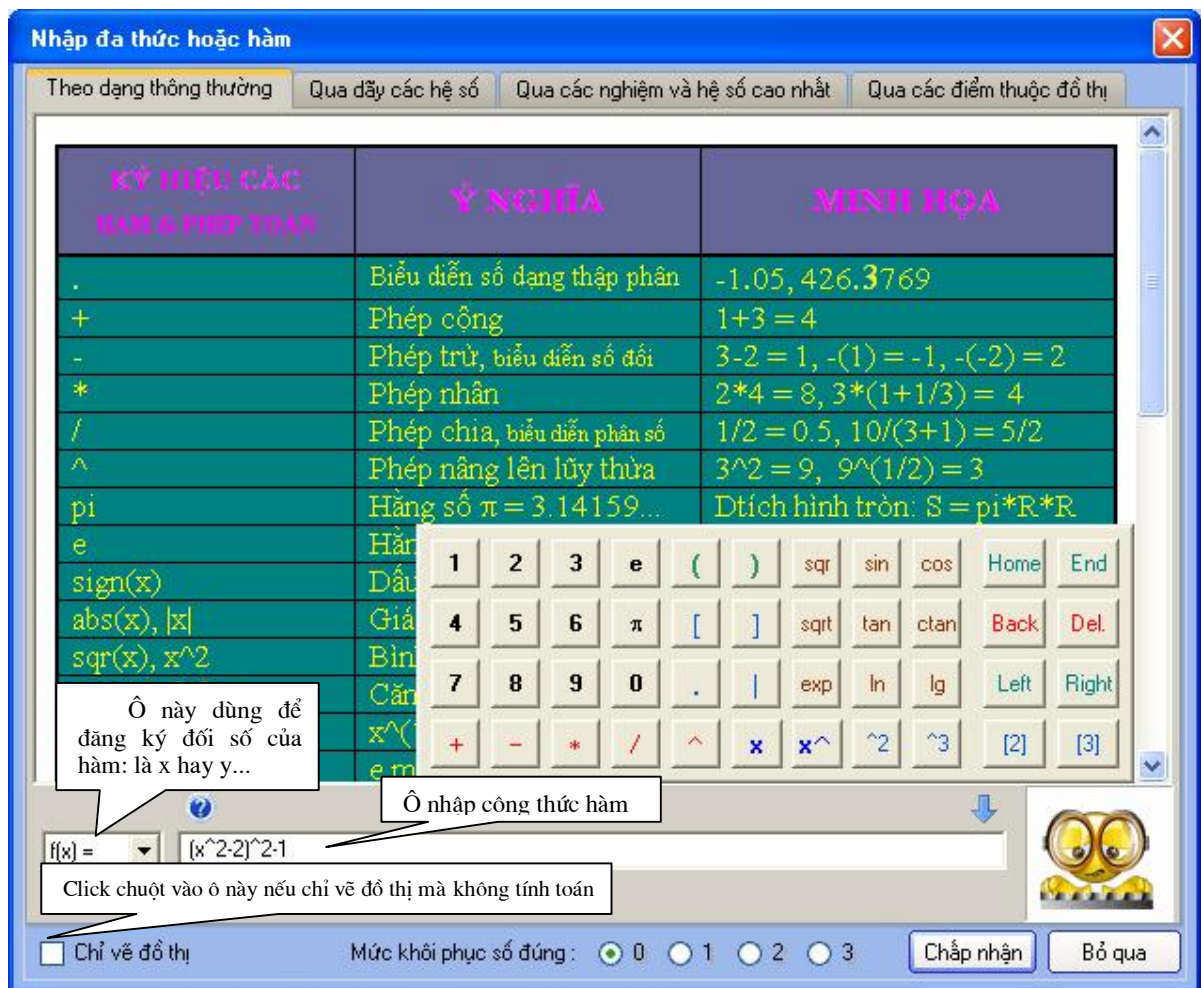 Nhập đa thức hoặc hàm
Theo dạng thông thường Qua dãy các hệ số Qua các nghiệm và hệ số cao nhất Qua các điểm thuộc đồ thị
KÝ HIỆU CÁC
HÀM & PHÉP TOÁN
Ý NGHĨA
MINH HỌA
. Biểu diễn số dạng thập phân -1.05, 426.3769
+ Phép cộng 1+3 = 4
- Phép trừ, biểu diễn số đối 3-2 = 1, -(1) = -1, -(-2) = 2
* Phép nhân 2*4 = 8, 3*(1+1/3) = 4
/ Phép chia, biểu diễn phân số 1/2 = 0.5, 10/(3+1) = 5/2
^ Phép nâng lên lũy thừa 3^2 = 9, 9^(1/2) = 3
pi Hằng số π = 3.14159... Dtích hình tròn: S = pi*R*R
e
sign(x) Dấu
abs(x), |x| Giá
sqr(x), x^2
Căn
x^(
e m
1 2 3 e ( ) sqr sin cos Home End
4 5 6 π [ ] sqrt tan ctan Back Del.
7 8 9 0 . | exp ln lg Left Right
+ - * / ^ x x^ ^2 ^3 [2] [3]
Ô này dùng để
đăng ký đối số của
hàm: là x hay y...
Ô nhập công thức hàm
f(x) = (x^2-2)^2-1
Click chuột vào ô này nếu chỉ vẽ đồ thị mà không tính toán
Chỉ vẽ đồ thị Mức khôi phục số đúng : 0 1 2 3 Chấp nhận Bỏ qua